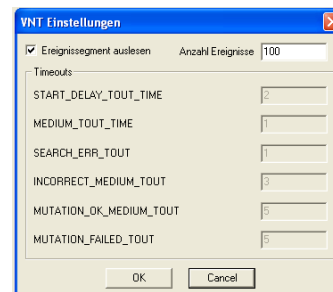 VNT Einstellungen
Ereignissegment auslesen Anzahl Ereignisse 100
Timeouts
START_DELAY_TOUT_TIME 2
MEDIUM_TOUT_TIME 1
SEARCH_ERR_TOUT 1
INCORRECT_MEDIUM_TOUT 3
MUTATION_OK_MEDIUM_TOUT 5
MUTATION_FAILED_TOUT 5
OK Cancel